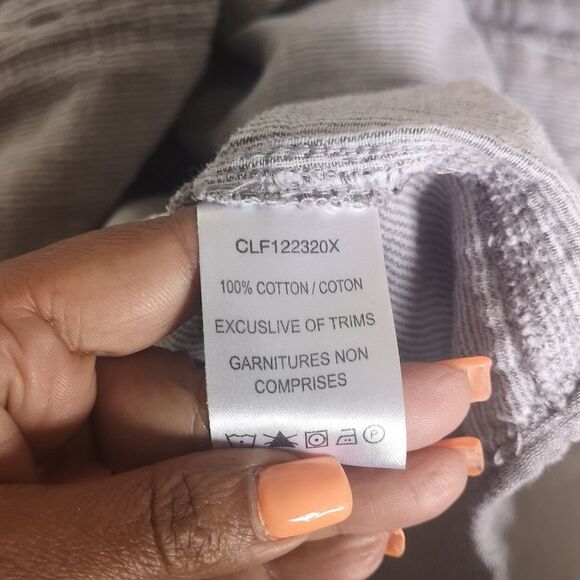 CLF122320X
100% COTTON / COTON
EXCUSLIVE OF TRIMS
GARNITURES NON
COMPRISES
P